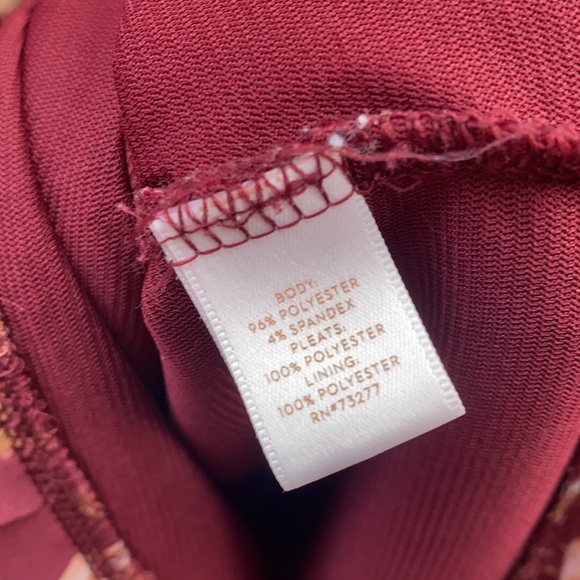 BODY:
96% POLYESTER
4% SPANDEX
PLEATS:
100% POLYESTER
LINING:
100% POLYESTER
RN#73277